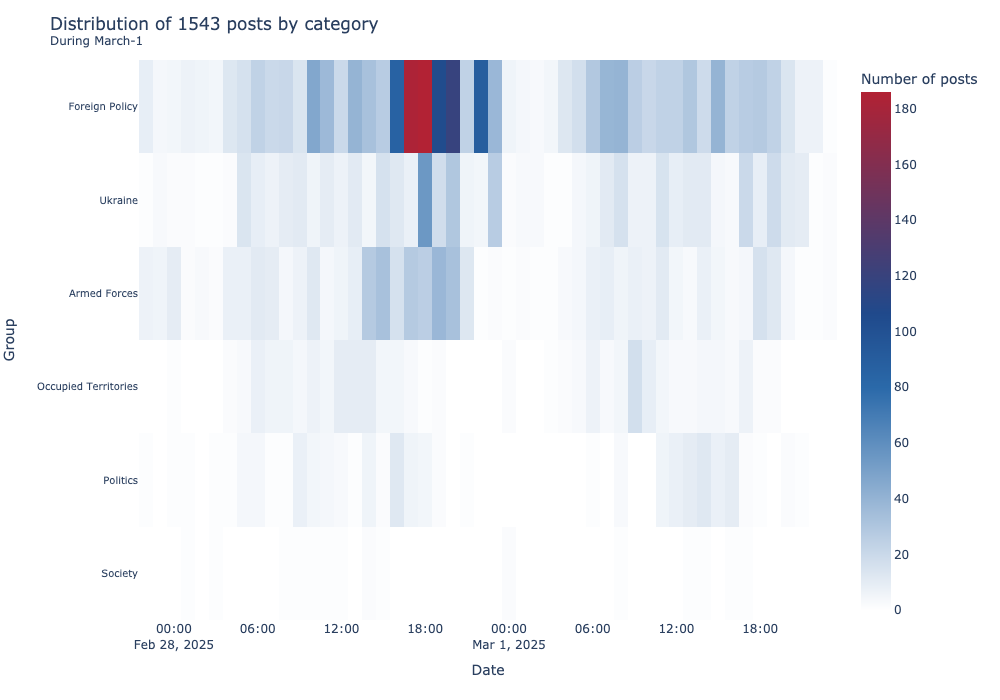 Distribution of 1543 posts by category
During March-1
Number of posts
Foreign Policy
Ukraine
Armed Forces
Occupied Territories
Politics
Society
Group
180
160
140
120
100
80
60
40
20
0
00:00 06:00 12:00 18:00 00:00 06:00 12:00 18:00
Feb 28, 2025 Mar 1, 2025
Date